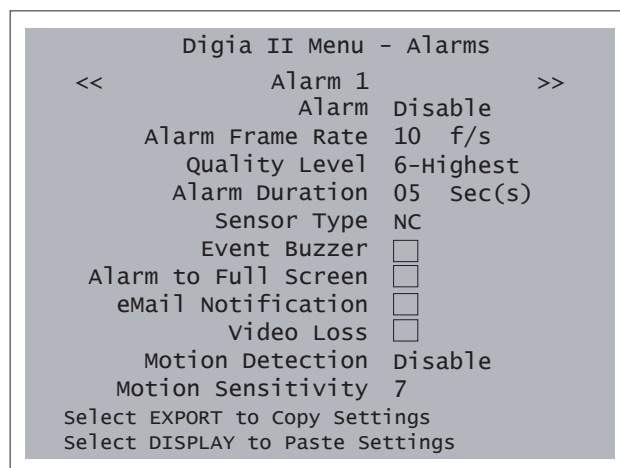 Digia II Menu - Alarms
<< Alarm 1 >>
Alarm Disable
Alarm Frame Rate 10 f/s
Quality Level 6-Highest
Alarm Duration 05 Sec(s)
Sensor Type NC
Event Buzzer
Alarm to Full Screen
eMail Notification
Video Loss
Motion Detection Disable
Motion Sensitivity 7
Select EXPORT to Copy Settings
Select DISPLAY to Paste Settings